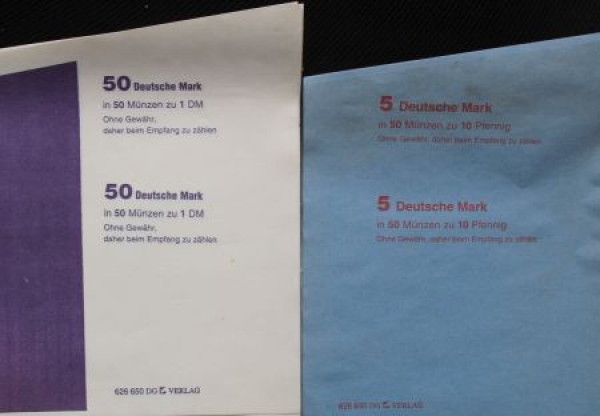 50 Deutsche Mark
in 50 Münzen zu 1 DM
Ohne Gewähr,
daher beim Empfang zu zählen
50 Deutsche Mark
in 50 Münzen zu 1 DM
Ohne Gewähr,
daher beim Empfang zu zählen
626 650 DG VERLAG
5 Deutsche Mark
in 50 Münzen zu 10 Pfennig
Ohne Gewähr, daher beim Empfang zu zählen
5 Deutsche Mark
in 50 Münzen zu 10 Pfennig
Ohne Gewähr, daher beim Empfang zu zählen
DG VERLAG